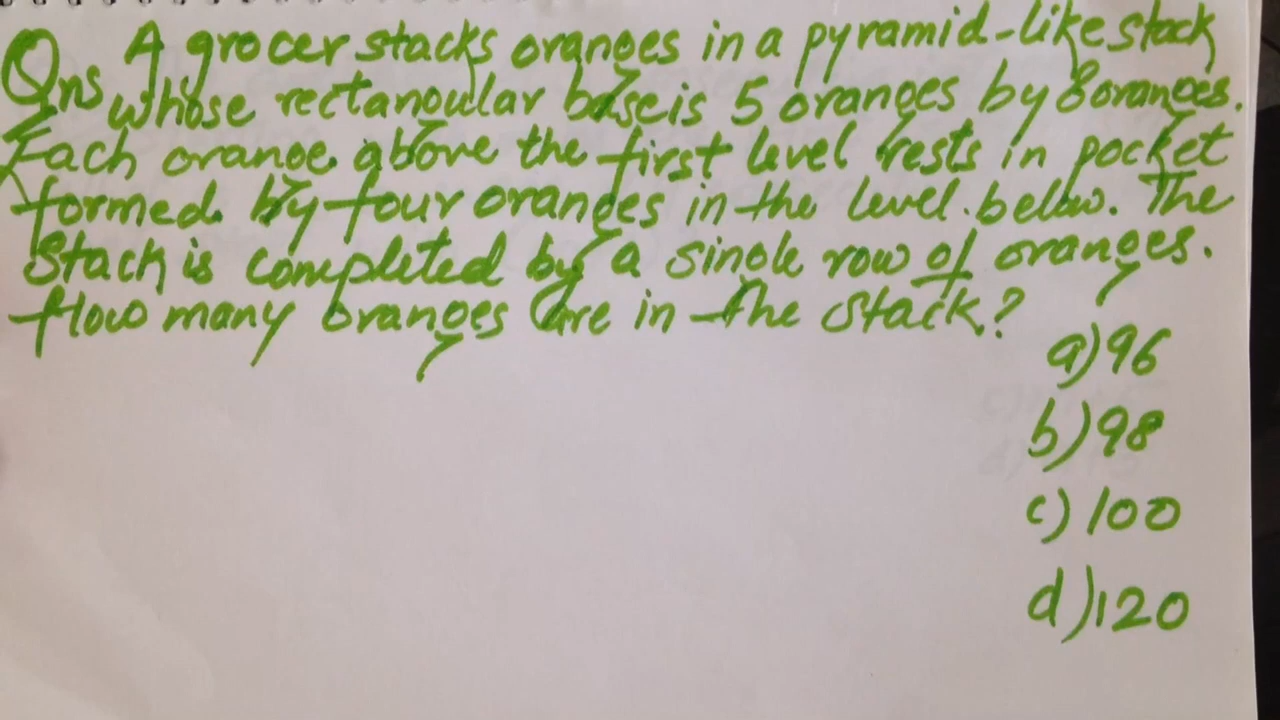 Qns A grocer stacks oranges in a pyramid-like stack
whose rectangular base is 5 oranges by 8 oranges.
Each orange above the first level rests in pocket
formed by four oranges in the level below. The
stack is completed by a single row of oranges.
How many oranges are in the stack?
a) 96
b) 98
c) 100
d) 120